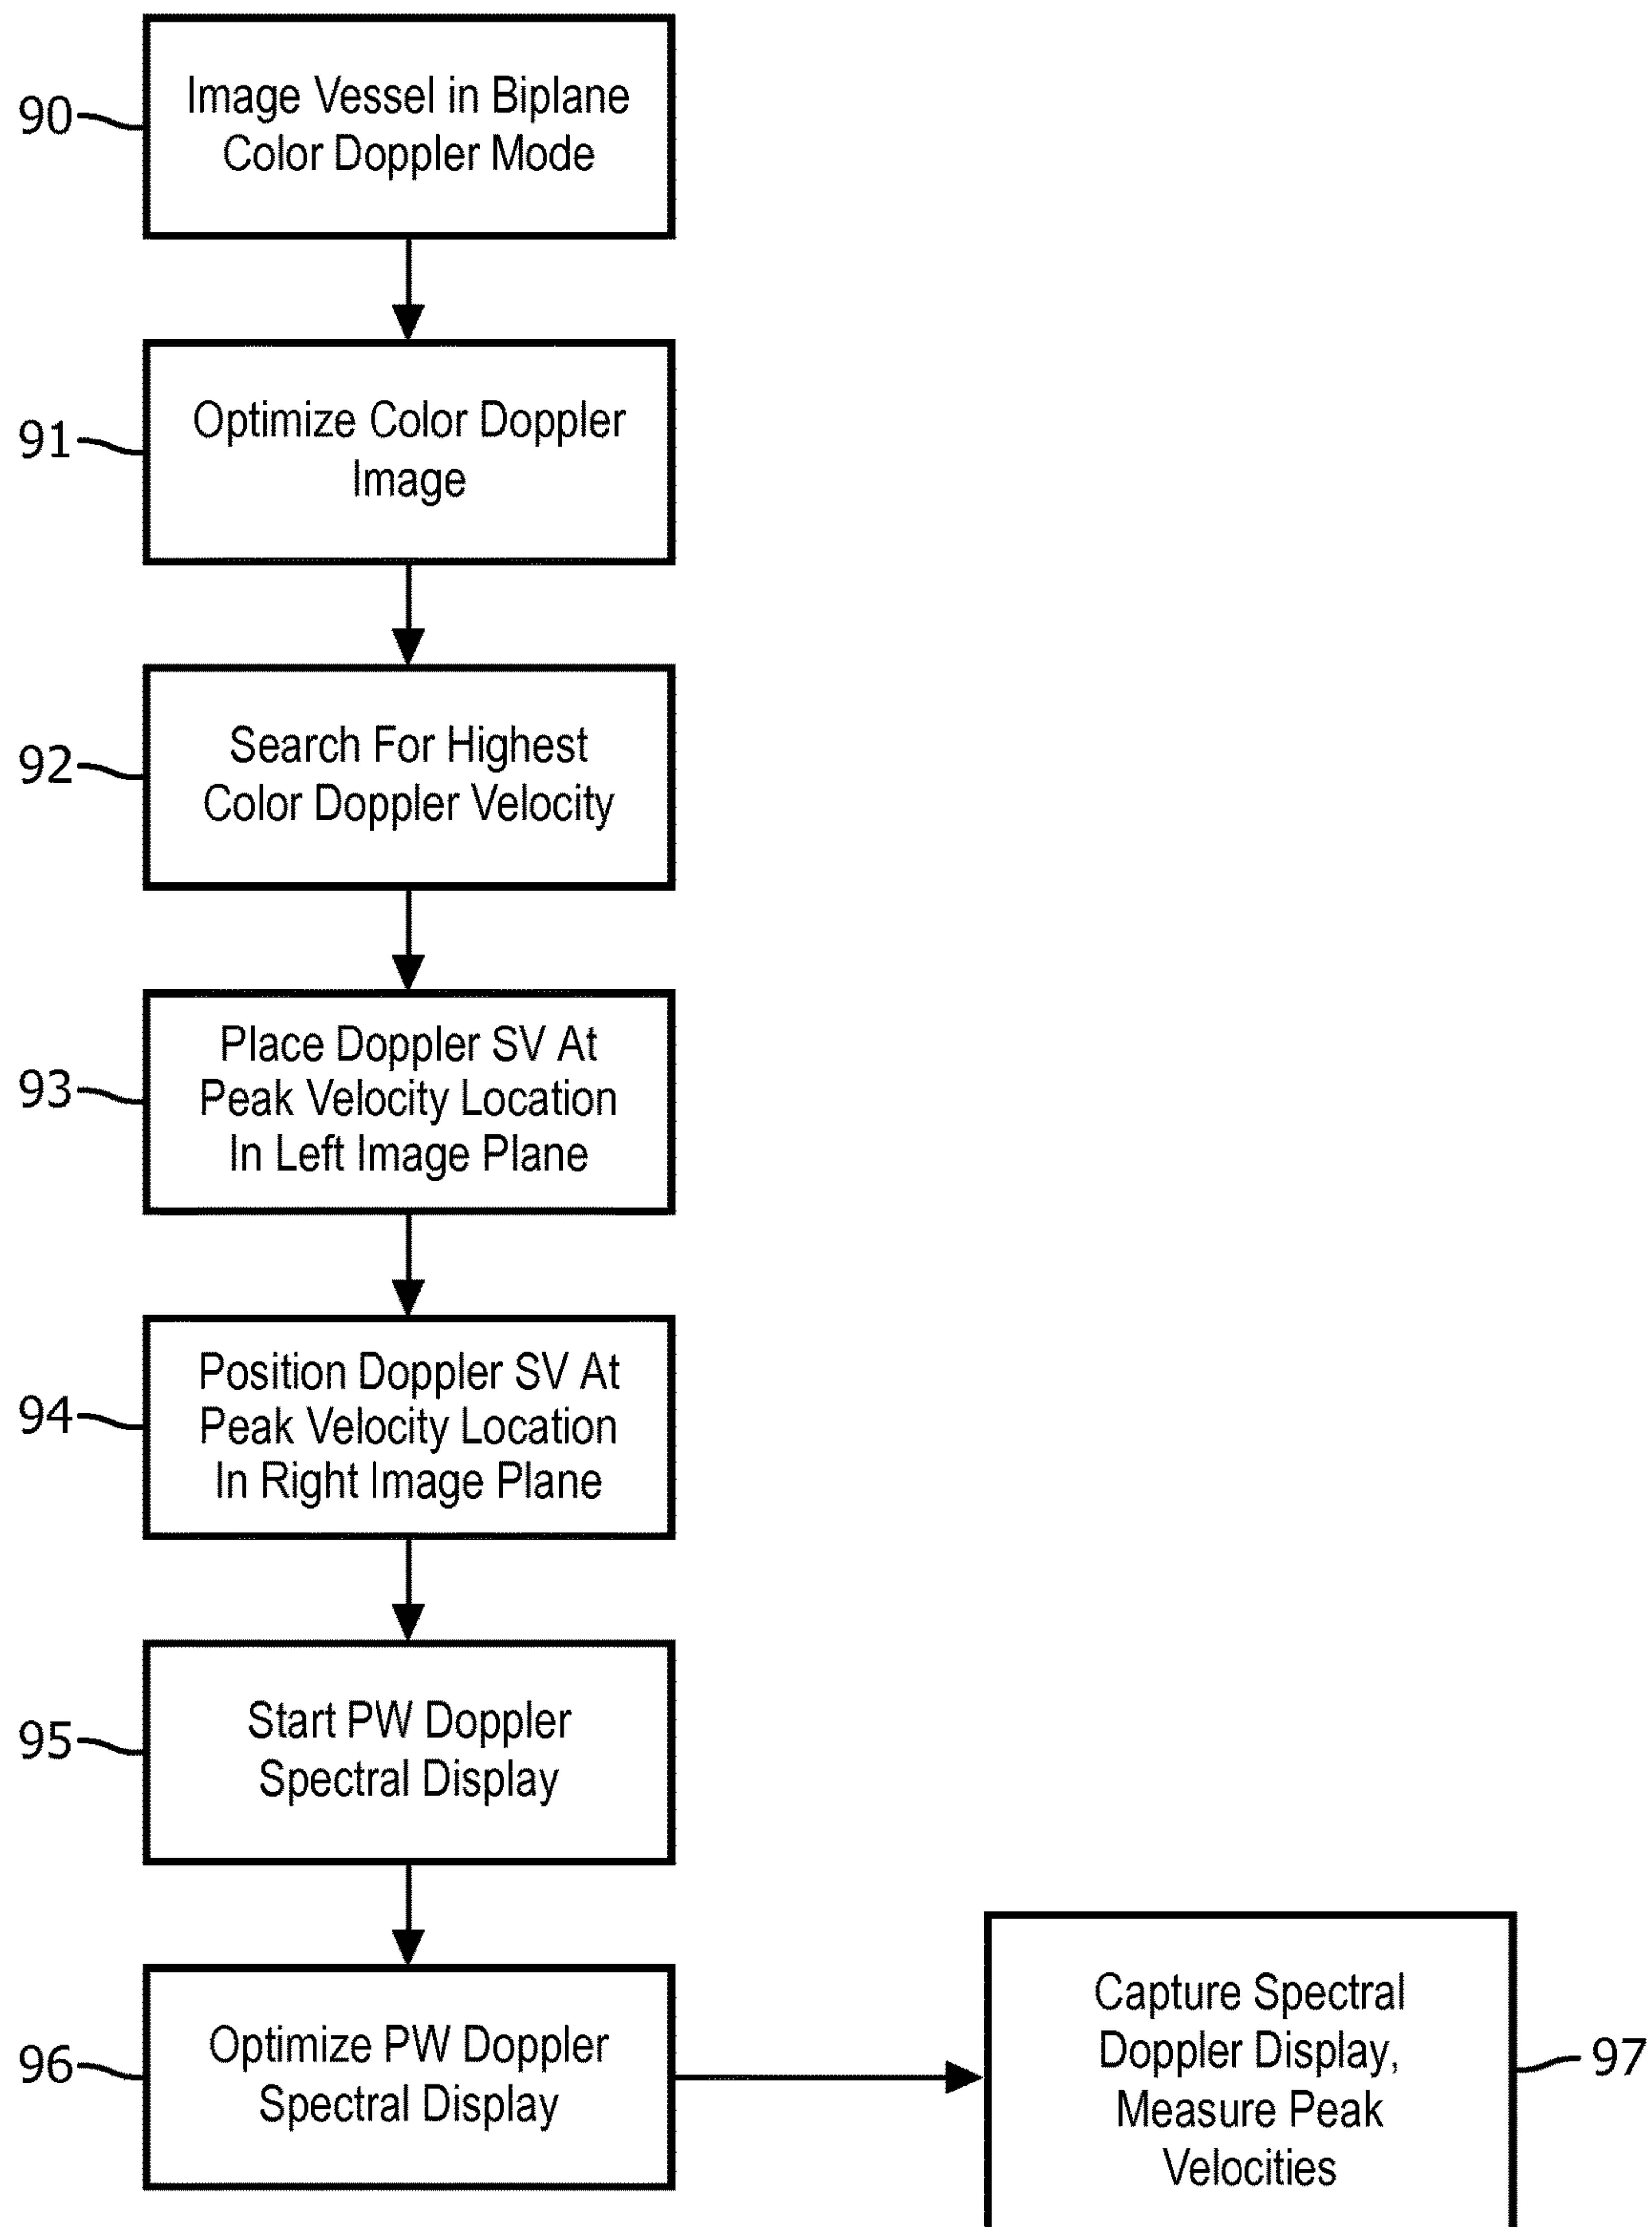 90
Image Vessel in Biplane
Color Doppler Mode
91
Optimize Color Doppler
Image
92
Search For Highest
Color Doppler Velocity
93
Place Doppler SV At
Peak Velocity Location
In Left Image Plane
94
Position Doppler SV At
Peak Velocity Location
In Right Image Plane
95
Start PW Doppler
Spectral Display
96
Optimize PW Doppler
Spectral Display
Capture Spectral
Doppler Display,
Measure Peak
Velocities
97